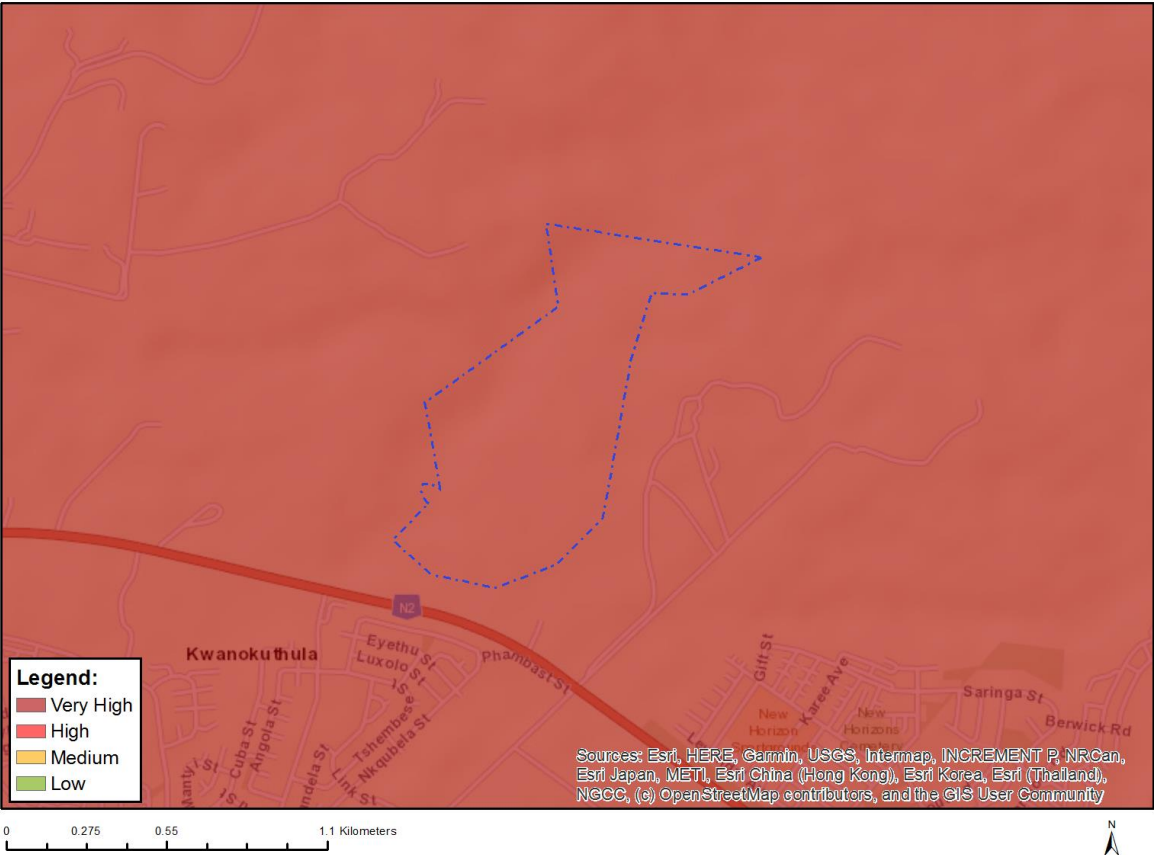 N2
Kwanokuthula
Eyethu St
Luxolo St
Phambast St
Tshembese
Nkqubela St
Cuba St
Angola St
Link St
Gift St
Karee Ave
New
Horizon
Sportground
New
Horizons
Cemetery
Saringa St
Berwick Rd
Legend:
Very High
High
Medium
Low
Sources: Esri, HERE, Garmin, USGS, Intermap, INCREMENT P, NRCan,
Esri Japan, METI, Esri China (Hong Kong), Esri Korea, Esri (Thailand),
NGCC, (c) OpenStreetMap contributors, and the GIS User Community
0 0.275 0.55 1.1 Kilometers
N